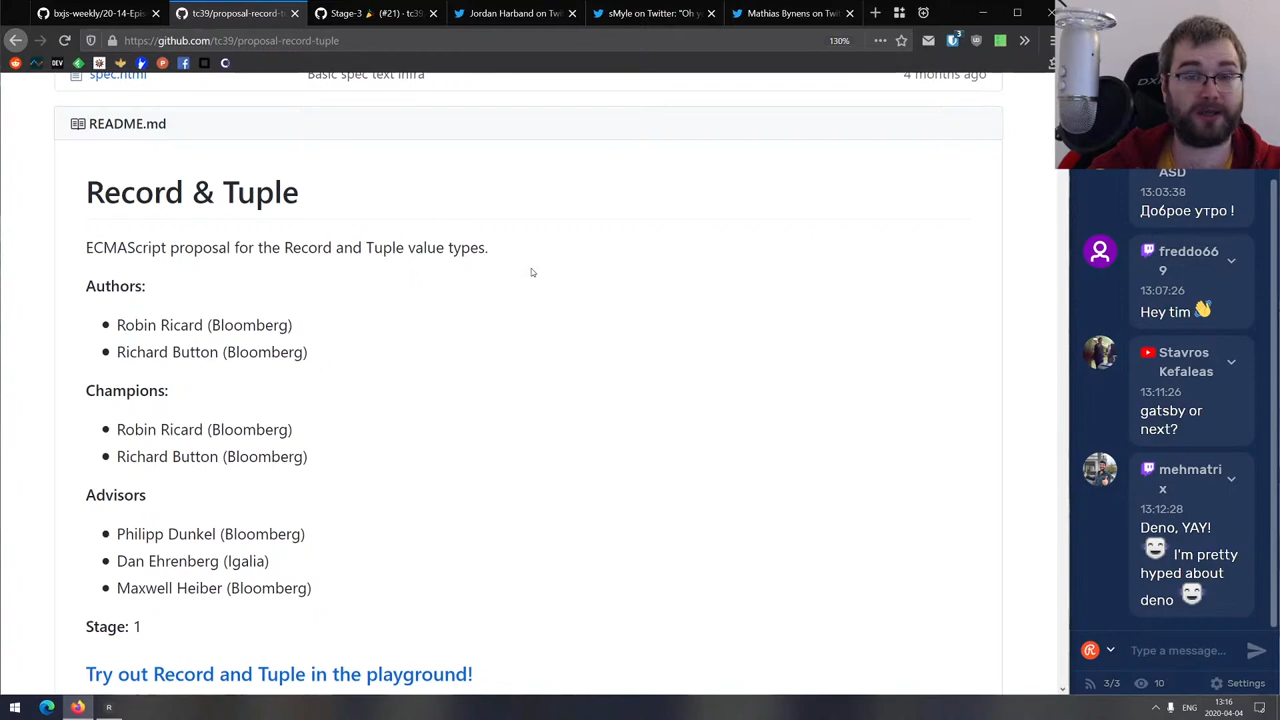 bxjs-weekly/20-14-Epis
tc39/proposal-record-t
Stage-3 🎉 (#21) · tc39
Jordan Harband on Twi
sMyle on Twitter: "Oh y
Mathias Bynens on Twi
https://github.com/tc39/proposal-record-tuple
130%
spec.html
Basic spec text infra
4 months ago
README.md
Record & Tuple
ECMAScript proposal for the Record and Tuple value types.
Authors:
Robin Ricard (Bloomberg)
Richard Button (Bloomberg)
Champions:
Robin Ricard (Bloomberg)
Richard Button (Bloomberg)
Advisors
Philipp Dunkel (Bloomberg)
Dan Ehrenberg (Igalia)
Maxwell Heiber (Bloomberg)
Stage: 1
Try out Record and Tuple in the playground!
ASD
13:03:38
Доброе утро !
freddo66
9
13:07:26
Hey tim 👋
Stavros
Kefaleas
13:11:26
gatsby or
next?
mehmatri
x
13:12:28
Deno, YAY!
I'm pretty
hyped about
deno
Type a message...
3/3
10
Settings
ENG
13:16
2020-04-04